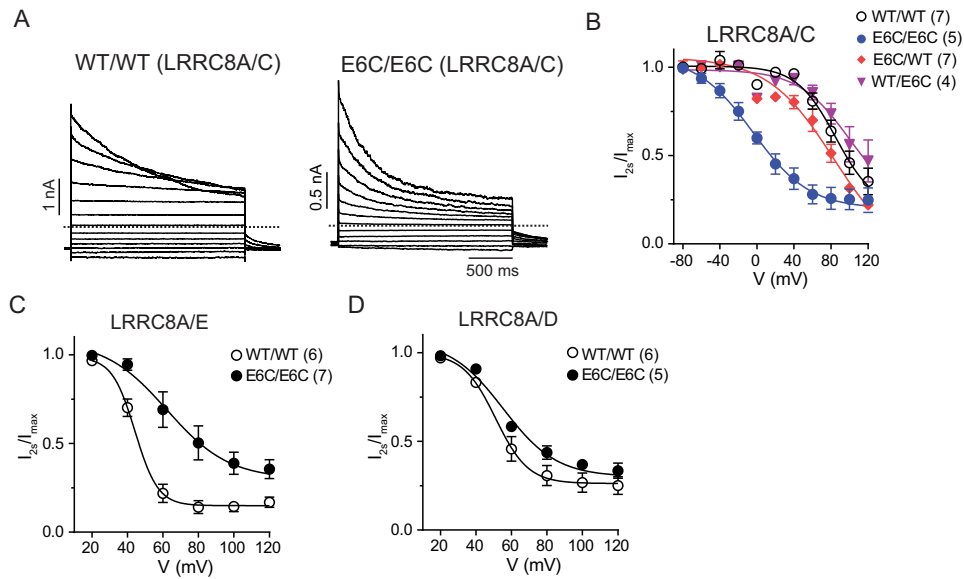 A
WT/WT (LRRC8A/C)
1 nA
E6C/E6C (LRRC8A/C)
0.5 nA
500 ms
B
LRRC8A/C
WT/WT (7)
E6C/E6C (5)
E6C/WT (7)
WT/E6C (4)
I2s/Imax
1.0
0.5
0.0
-80 -40 0 40 80 120
V (mV)
C
LRRC8A/E
WT/WT (6)
E6C/E6C (7)
I2s/Imax
1.0
0.5
0.0
20 40 60 80 100 120
V (mV)
D
LRRC8A/D
WT/WT (6)
E6C/E6C (5)
I2s/Imax
1.0
0.5
0.0
20 40 60 80 100 120
V (mV)